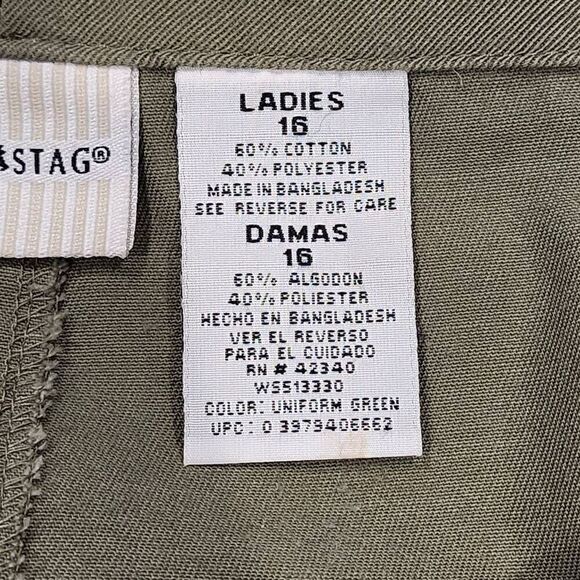 STAG®
LADIES
16
60% COTTON
40% POLYESTER
MADE IN BANGLADESH
SEE REVERSE FOR CARE
DAMAS
16
60% ALGODON
40% POLIESTER
HECHO EN BANGLADESH
VER EL REVERSO
PARA EL CUIDADO
RN # 42340
WS513330
COLOR: UNIFORM GREEN
UPC: 0 3979406662